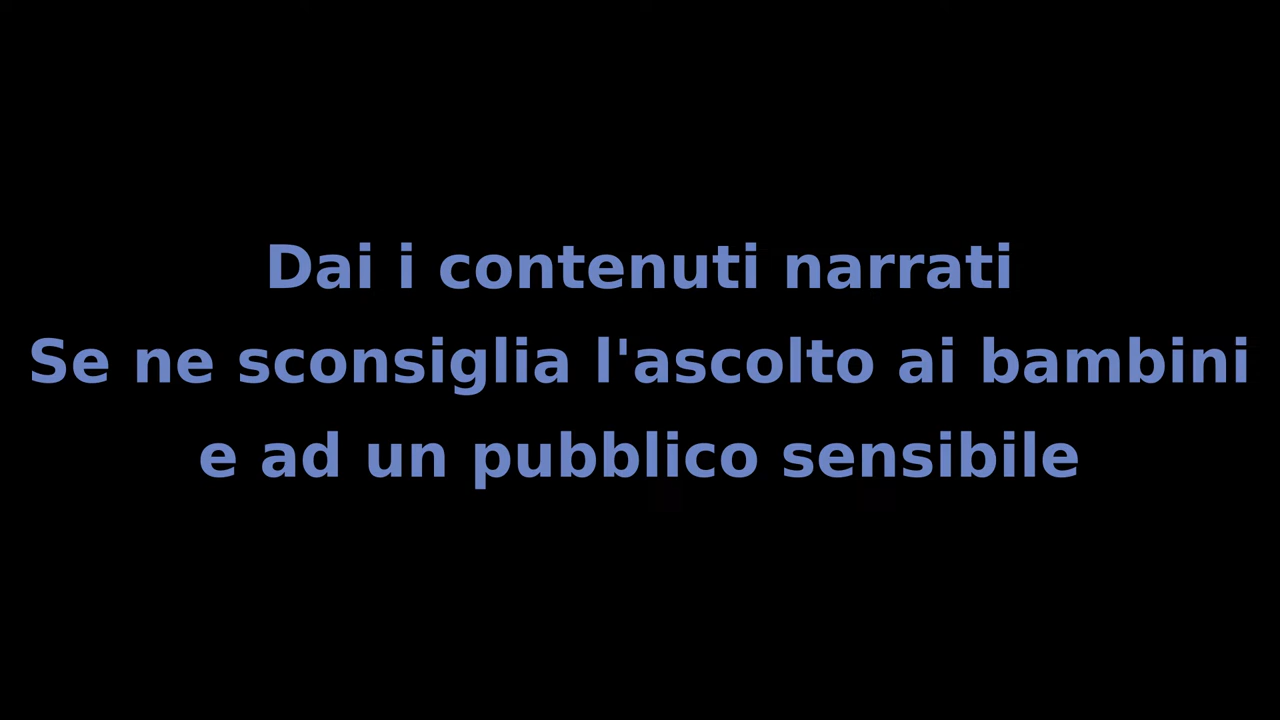 Dai i contenuti narrati
Se ne sconsiglia l'ascolto ai bambini
e ad un pubblico sensibile